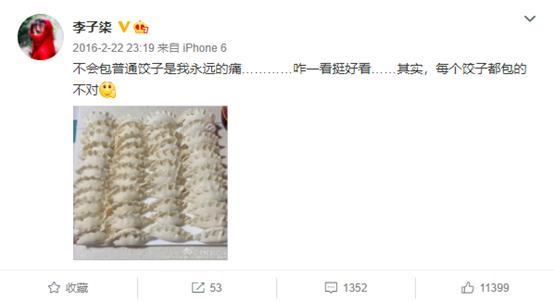 李子柒
2016-2-22 23:19 来自 iPhone 6
不会包普通饺子是我永远的痛…………咋一看挺好看……其实，每个饺子都包的
不对
收藏
53
1352
11399